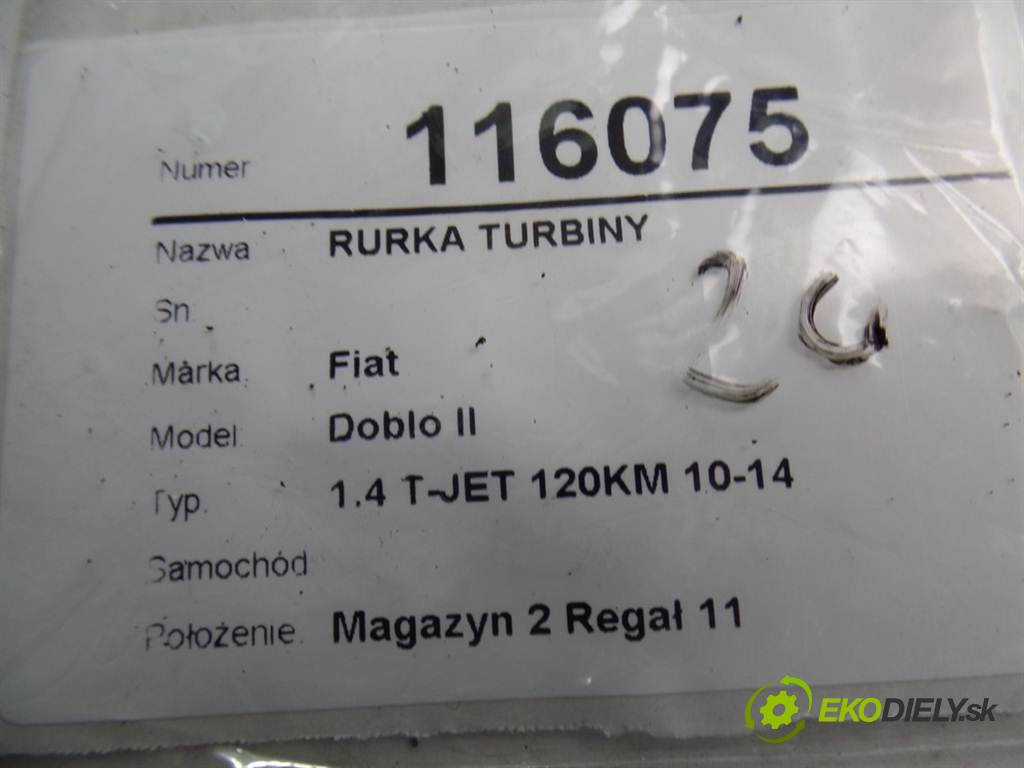 Numer 116075
Nazwa RURKA TURBINY
Sn
Marka Fiat
Model Doblo II
Typ. 1.4 T-JET 120KM 10-14
Samochód
Położenie. Magazyn 2 Regał 11
EKODIELY.sk